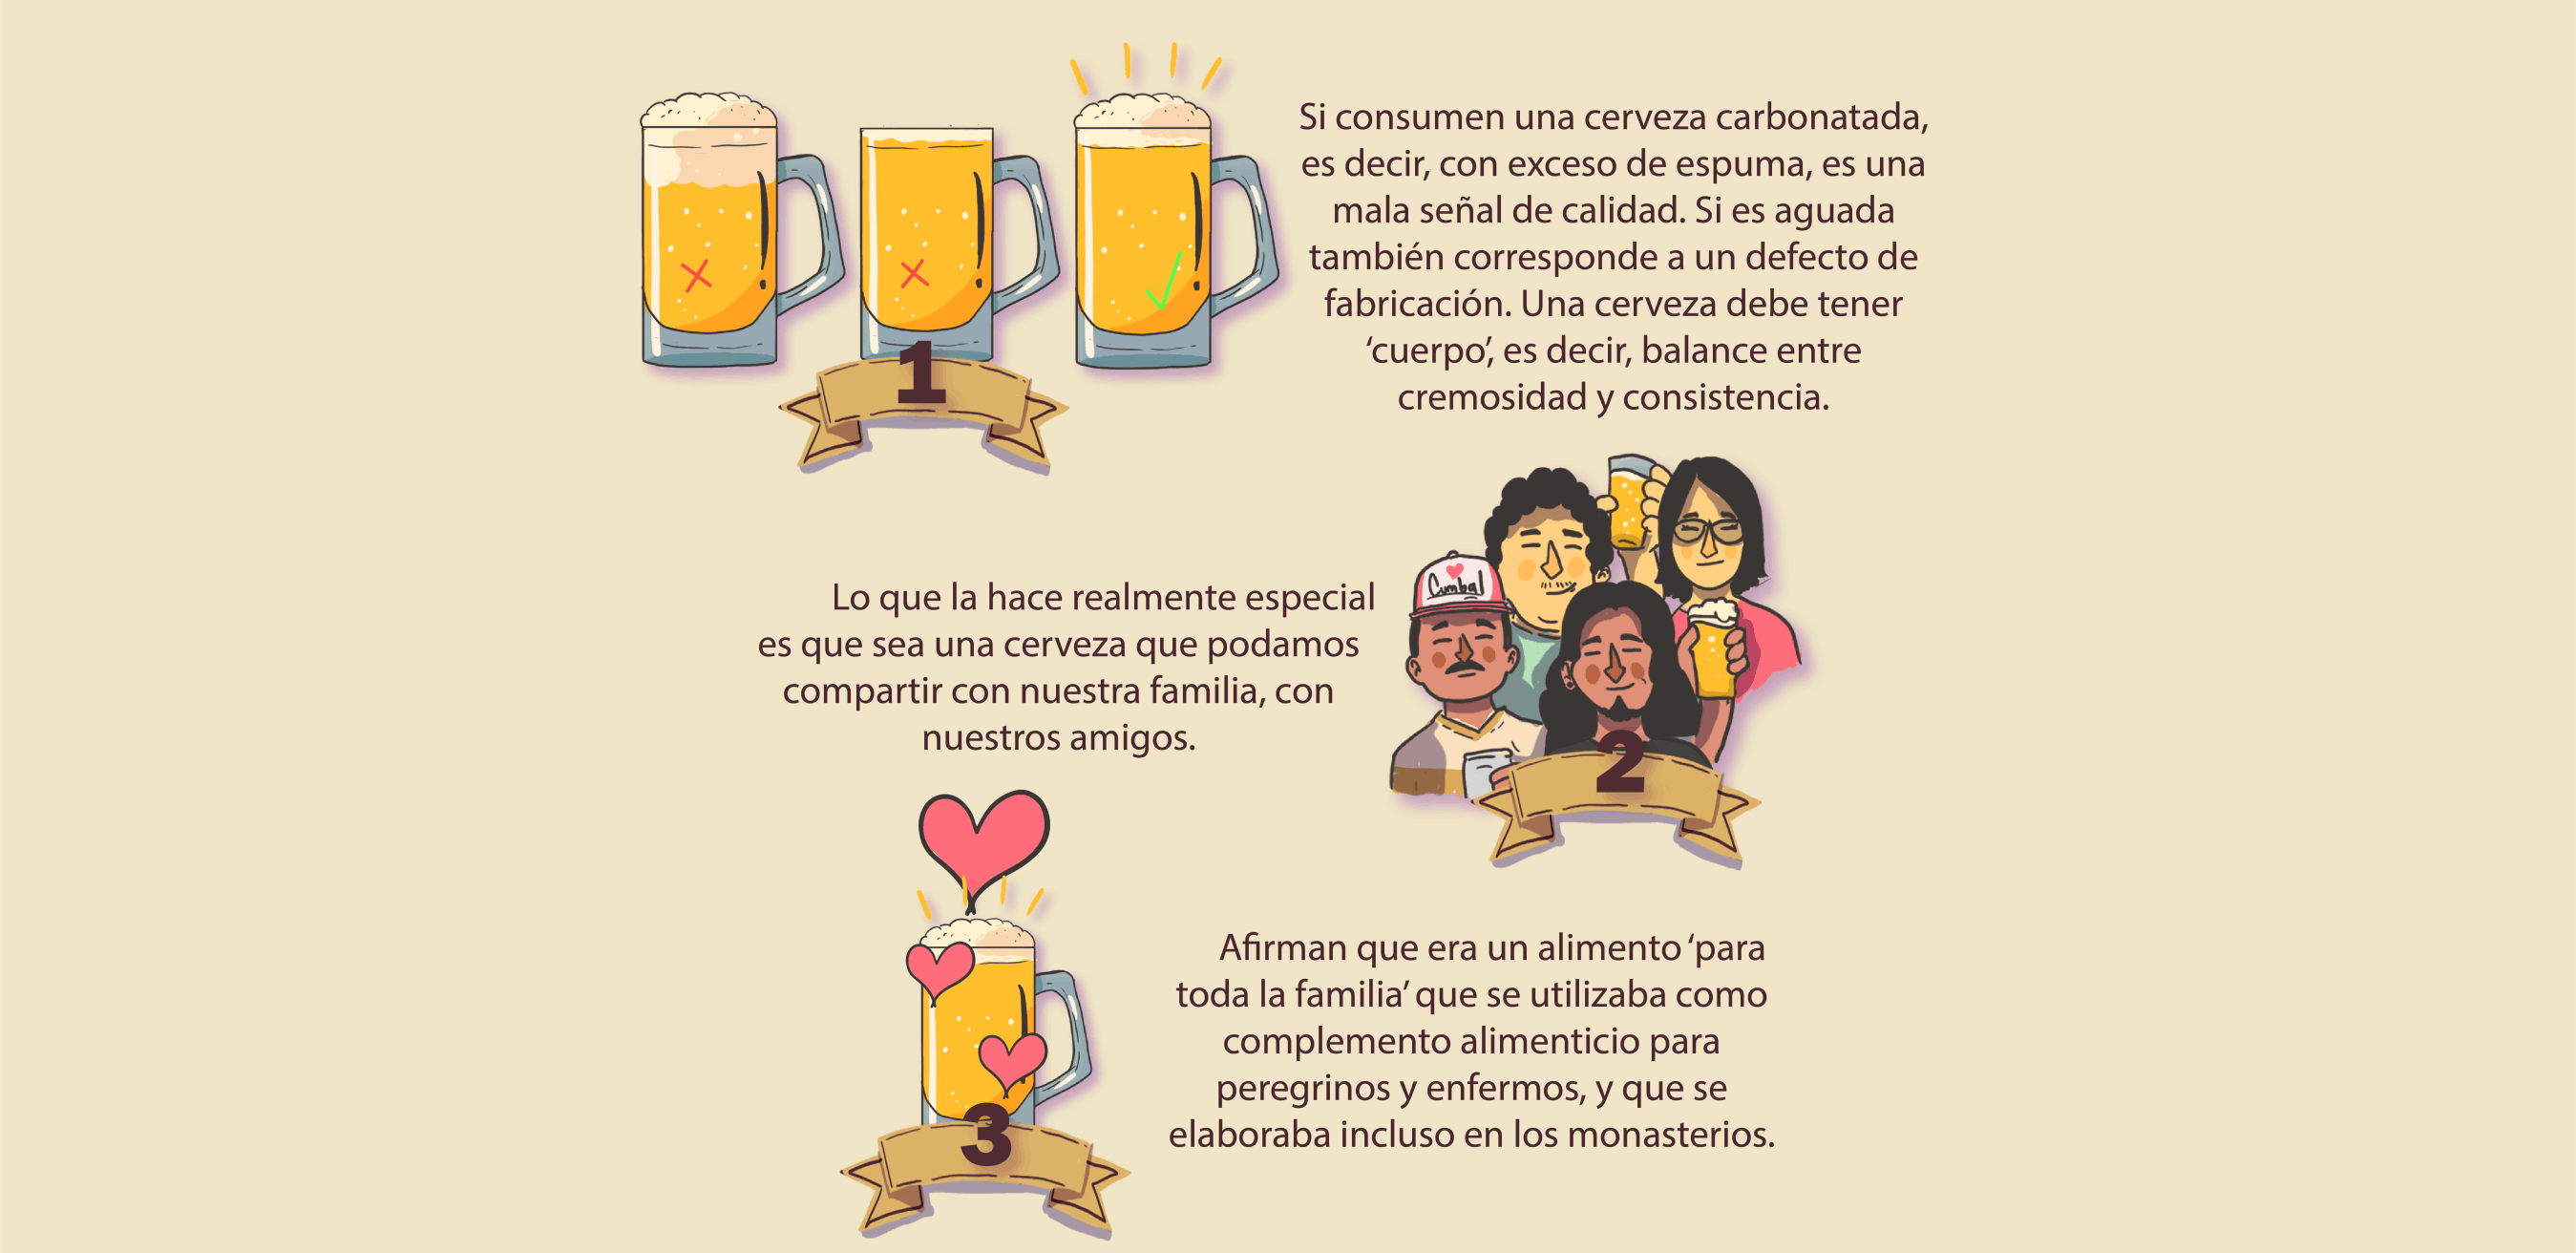 Si consumen una cerveza carbonatada,
es decir, con exceso de espuma, es una
mala señal de calidad. Si es aguada
también corresponde a un defecto de
fabricación. Una cerveza debe tener
‘cuerpo’, es decir, balance entre
cremosidad y consistencia.
1
Lo que la hace realmente especial
es que sea una cerveza que podamos
compartir con nuestra familia, con
nuestros amigos.
Cumbal
2
Afirman que era un alimento ‘para
toda la familia’ que se utilizaba como
complemento alimenticio para
peregrinos y enfermos, y que se
elaboraba incluso en los monasterios.
3